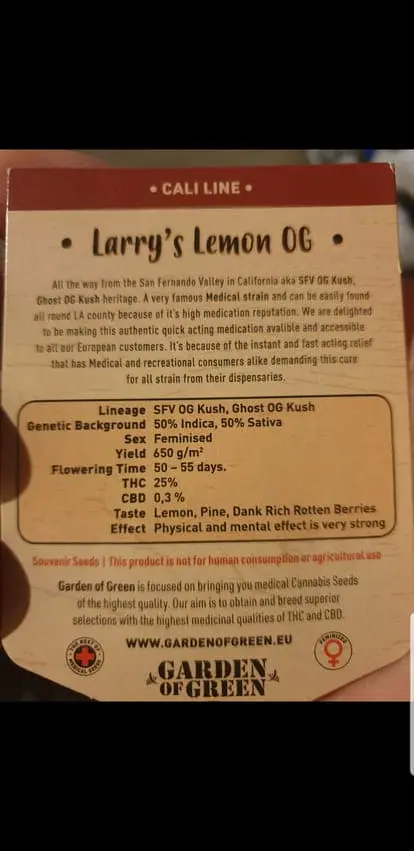 • CALI LINE •
• Larry's Lemon OG •
All the way from the San Fernando Valley in California aka SFV OG Kush,
Ghost OG Kush heritage. A very famous Medical strain and can be easily found
all round LA county because of it's high medication reputation. We are delighted
to be making this authentic quick acting medication avalible and accessible
to all our European customers. It's because of the instant and fast acting relief
that has Medical and recreational consumers alike demanding this cure
for all strain from their dispensaries.
Lineage SFV OG Kush, Ghost OG Kush
Genetic Background 50% Indica, 50% Sativa
Sex Feminised
Yield 650 g/m²
Flowering Time 50 – 55 days.
THC 25%
CBD 0,3 %
Taste Lemon, Pine, Dank Rich Rotten Berries
Effect Physical and mental effect is very strong
Souvenir Seeds | This product is not for human consumption or agricultural use
Garden of Green is focused on bringing you medical Cannabis Seeds
of the highest quality. Our aim is to obtain and breed superior
selections with the highest medicinal qualities of THC and CBD.
WWW.GARDENOFGREEN.EU
THE BEST OF
MEDICAL GREEN
FEMINIZED
GARDEN
OF GREEN